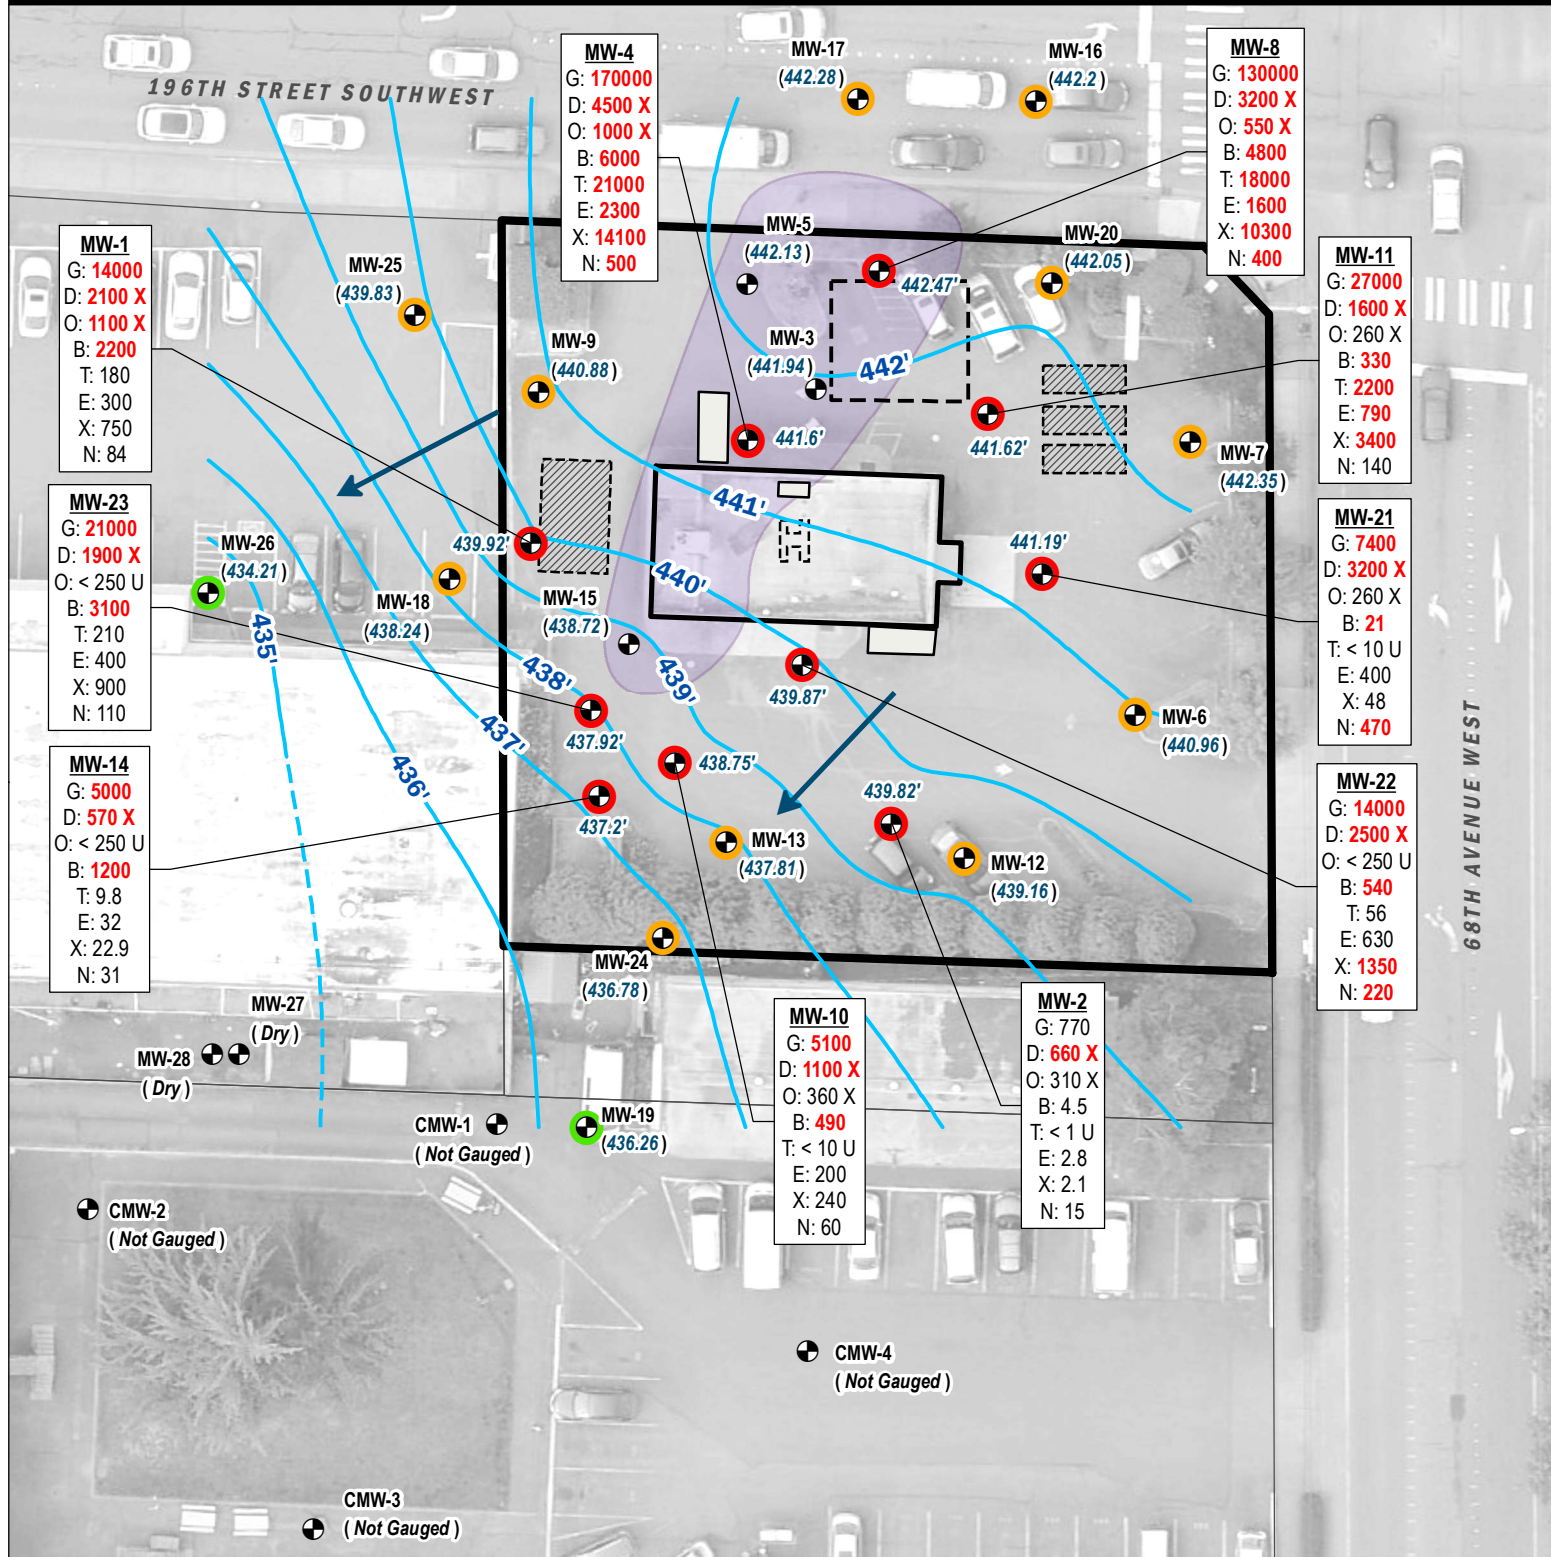 196TH STREET SOUTHWEST
MW-17
(442.28)
MW-16
(442.2)
MW-4
G: 170000
D: 4500 X
O: 1000 X
B: 6000
T: 21000
E: 2300
X: 14100
N: 500
MW-8
G: 130000
D: 3200 X
O: 550 X
B: 4800
T: 18000
E: 1600
X: 10300
N: 400
MW-1
G: 14000
D: 2100 X
O: 1100 X
B: 2200
T: 180
E: 300
X: 750
N: 84
MW-25
(439.83)
MW-5
(442.13)
442.47'
MW-20
(442.05)
MW-11
G: 27000
D: 1600 X
O: 260 X
B: 330
T: 2200
E: 790
X: 3400
N: 140
MW-9
(440.88)
MW-3
(441.94)
442'
441.6'
441.62'
MW-7
(442.35)
441'
MW-23
G: 21000
D: 1900 X
O: < 250 U
B: 3100
T: 210
E: 400
X: 900
N: 110
MW-26
(434.21)
439.92'
440'
441.19'
MW-21
G: 7400
D: 3200 X
O: 260 X
B: 21
T: < 10 U
E: 400
X: 48
N: 470
MW-18
(438.24)
MW-15
(438.72)
435'
438'
439'
437'
436'
439.87'
437.92'
MW-6
(440.96)
68TH AVENUE WEST
MW-14
G: 5000
D: 570 X
O: < 250 U
B: 1200
T: 9.8
E: 32
X: 22.9
N: 31
438.75'
437.2'
439.82'
MW-13
(437.81)
MW-12
(439.16)
MW-22
G: 14000
D: 2500 X
O: < 250 U
B: 540
T: 56
E: 630
X: 1350
N: 220
MW-24
(436.78)
MW-27
(Dry)
MW-28
(Dry)
MW-10
G: 5100
D: 1100 X
O: 360 X
B: 490
T: < 10 U
E: 200
X: 240
N: 60
MW-2
G: 770
D: 660 X
O: 310 X
B: 4.5
T: < 1 U
E: 2.8
X: 2.1
N: 15
CMW-1
(Not Gauged)
MW-19
(436.26)
CMW-2
(Not Gauged)
CMW-4
(Not Gauged)
CMW-3
(Not Gauged)